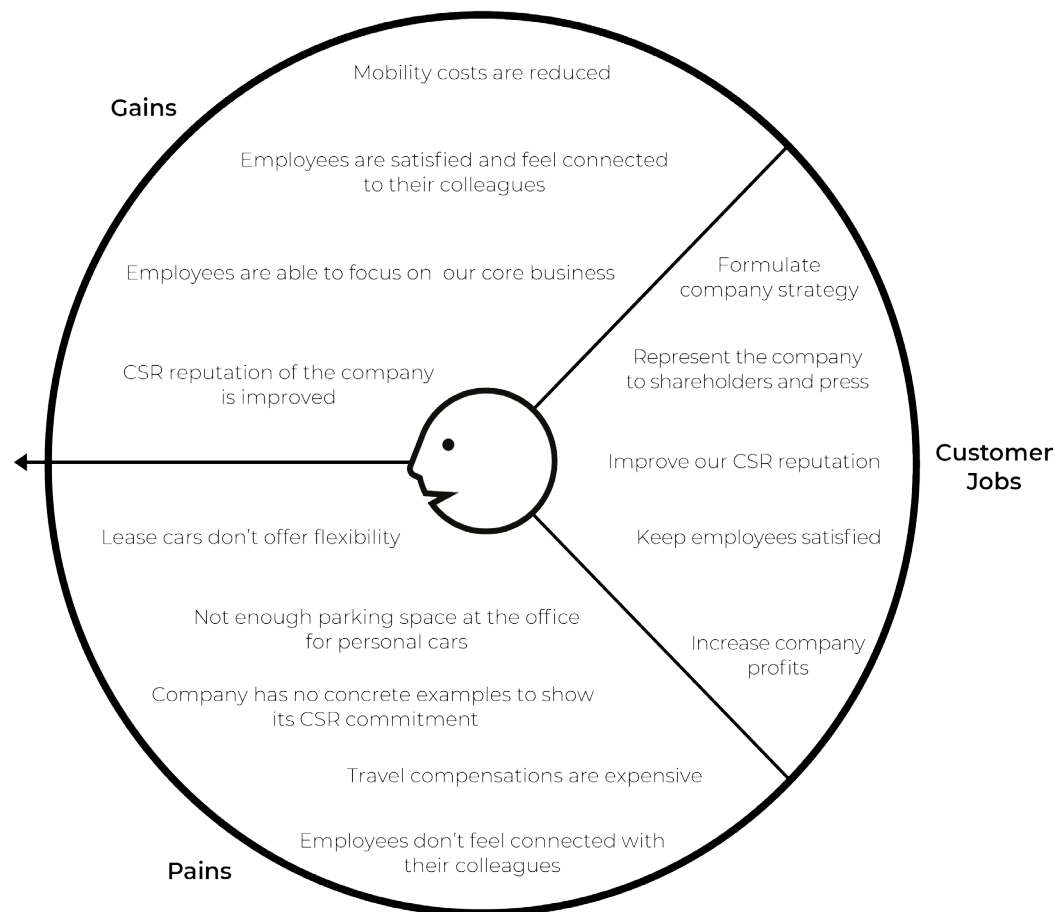 Gains
Mobility costs are reduced
Employees are satisfied and feel connected
to their colleagues
Employees are able to focus on our core business
CSR reputation of the company
is improved
Formulate
company strategy
Represent the company
to shareholders and press
Improve our CSR reputation
Keep employees satisfied
Increase company
profits
Customer
Jobs
Lease cars don't offer flexibility
Not enough parking space at the office
for personal cars
Company has no concrete examples to show
its CSR commitment
Travel compensations are expensive
Employees don't feel connected with
their colleagues
Pains